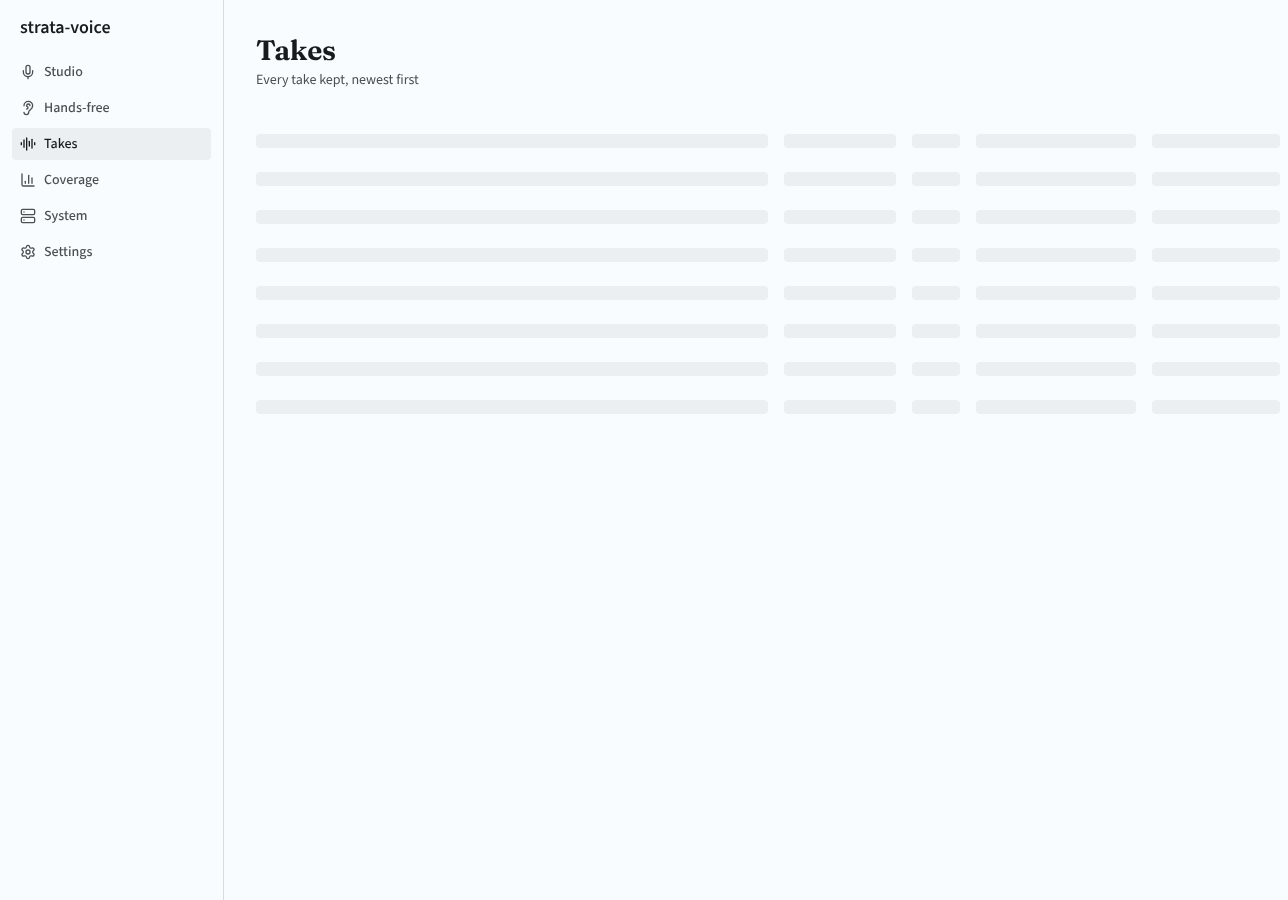 strata-voice
Studio
Hands-free
Takes
Coverage
System
Settings
Takes
Every take kept, newest first